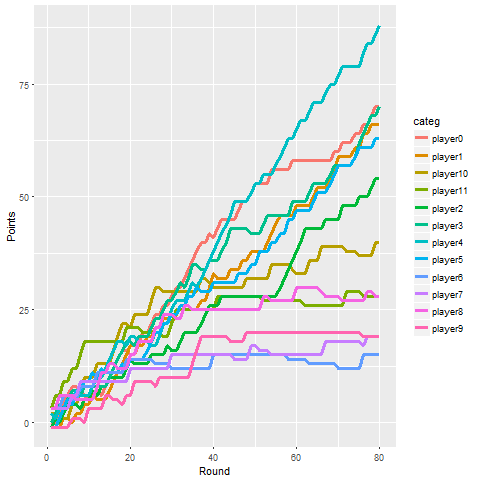 75
50
25
0
Points
0
20
40
60
80
Round
categ
player0
player1
player10
player11
player2
player3
player4
player5
player6
player7
player8
player9